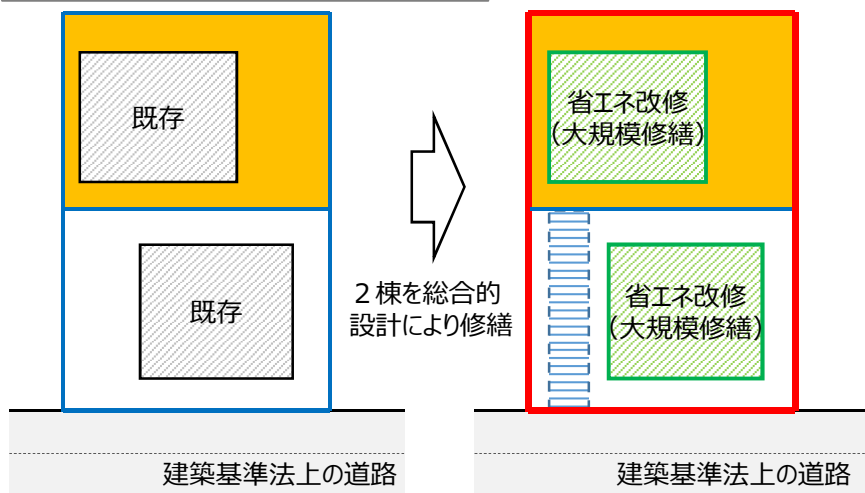 既存
既存
2棟を総合的
設計により修繕
省エネ改修
(大規模修繕)
省エネ改修
(大規模修繕)
建築基準法上の道路
建築基準法上の道路